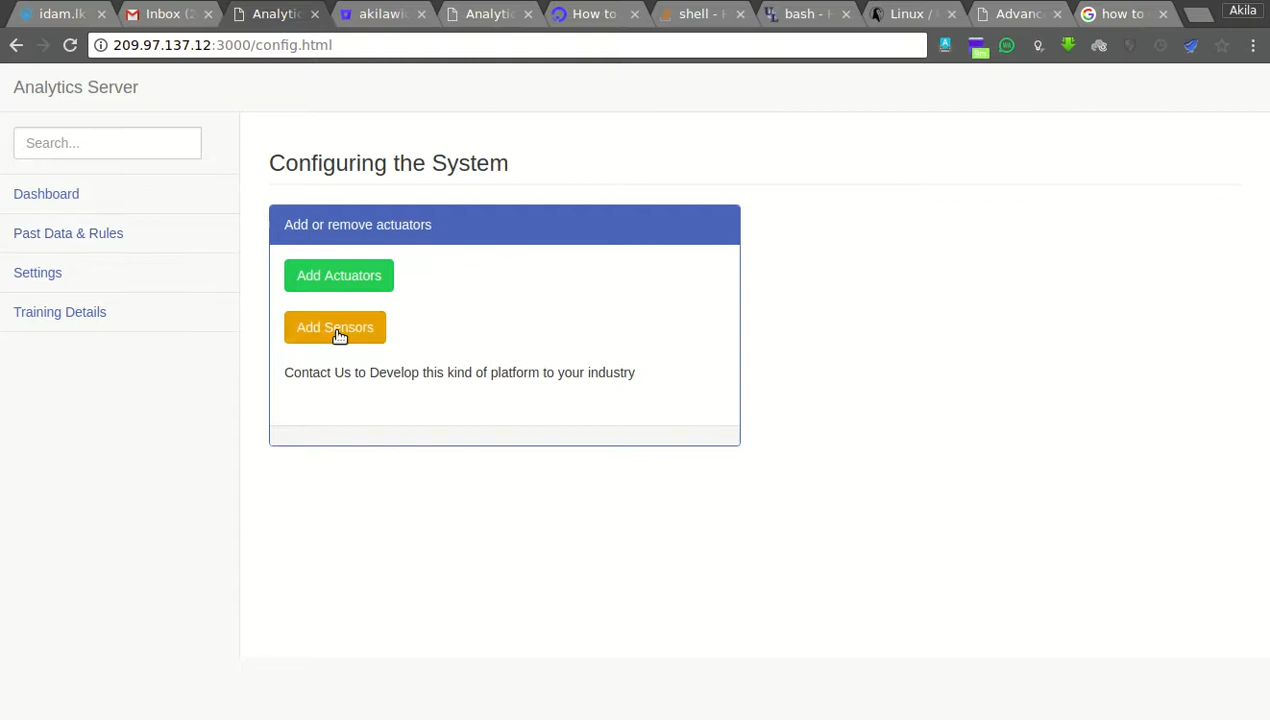 idam.lk
Inbox (2
Analytic
akilawic
Analytic
How to
shell -
bash -
Linux /
Advanc
how to
Akila
209.97.137.12:3000/config.html
Analytics Server
Search...
Dashboard
Past Data & Rules
Settings
Training Details
Configuring the System
Add or remove actuators
Add Actuators
Add Sensors
Contact Us to Develop this kind of platform to your industry